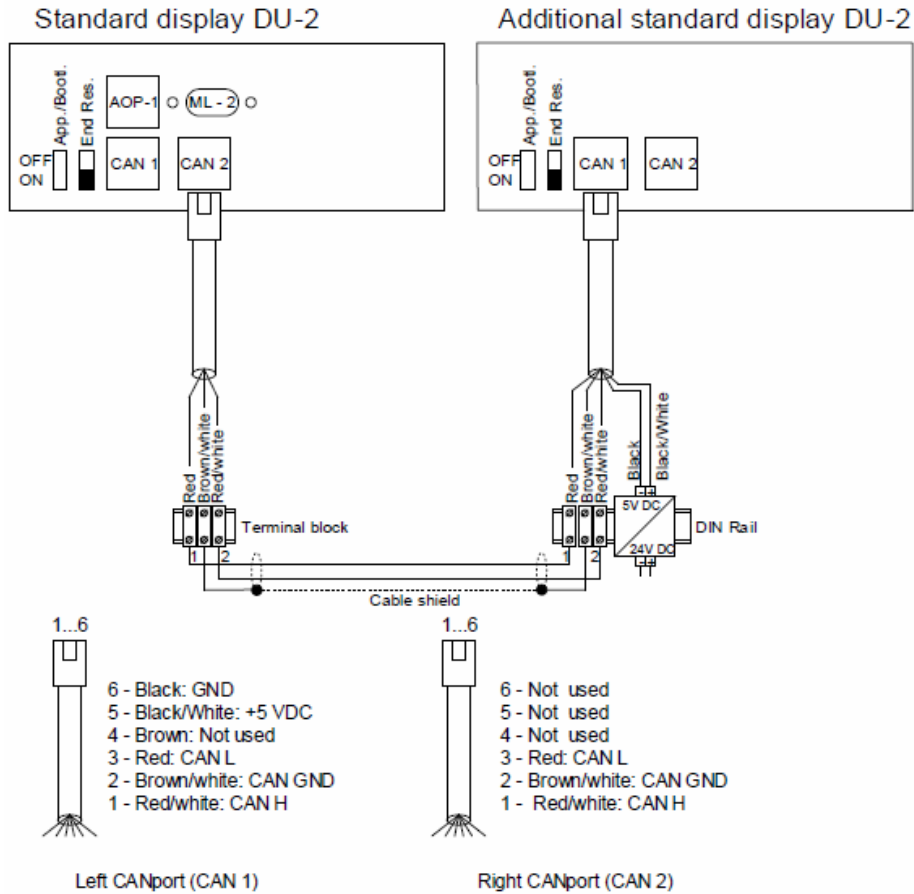 Standard display DU-2
Additional standard display DU-2
App./Bootl.
End Res.
AOP-1
ML - 2
OFF
ON
CAN 1
CAN 2
App./Bootl.
End Res.
OFF
ON
CAN 1
CAN 2
Red
Brown/white
Red/white
Red
Brown/white
Red/white
Black
Black/White
Terminal block
- +
5V DC
24V DC
- +
DIN Rail
1
2
1
2
Cable shield
1...6
6 - Black: GND
5 - Black/White: +5 VDC
4 - Brown: Not used
3 - Red: CAN L
2 - Brown/white: CAN GND
1 - Red/white: CAN H
Left CANport (CAN 1)
1...6
6 - Not used
5 - Not used
4 - Not used
3 - Red: CAN L
2 - Brown/white: CAN GND
1 - Red/white: CAN H
Right CANport (CAN 2)